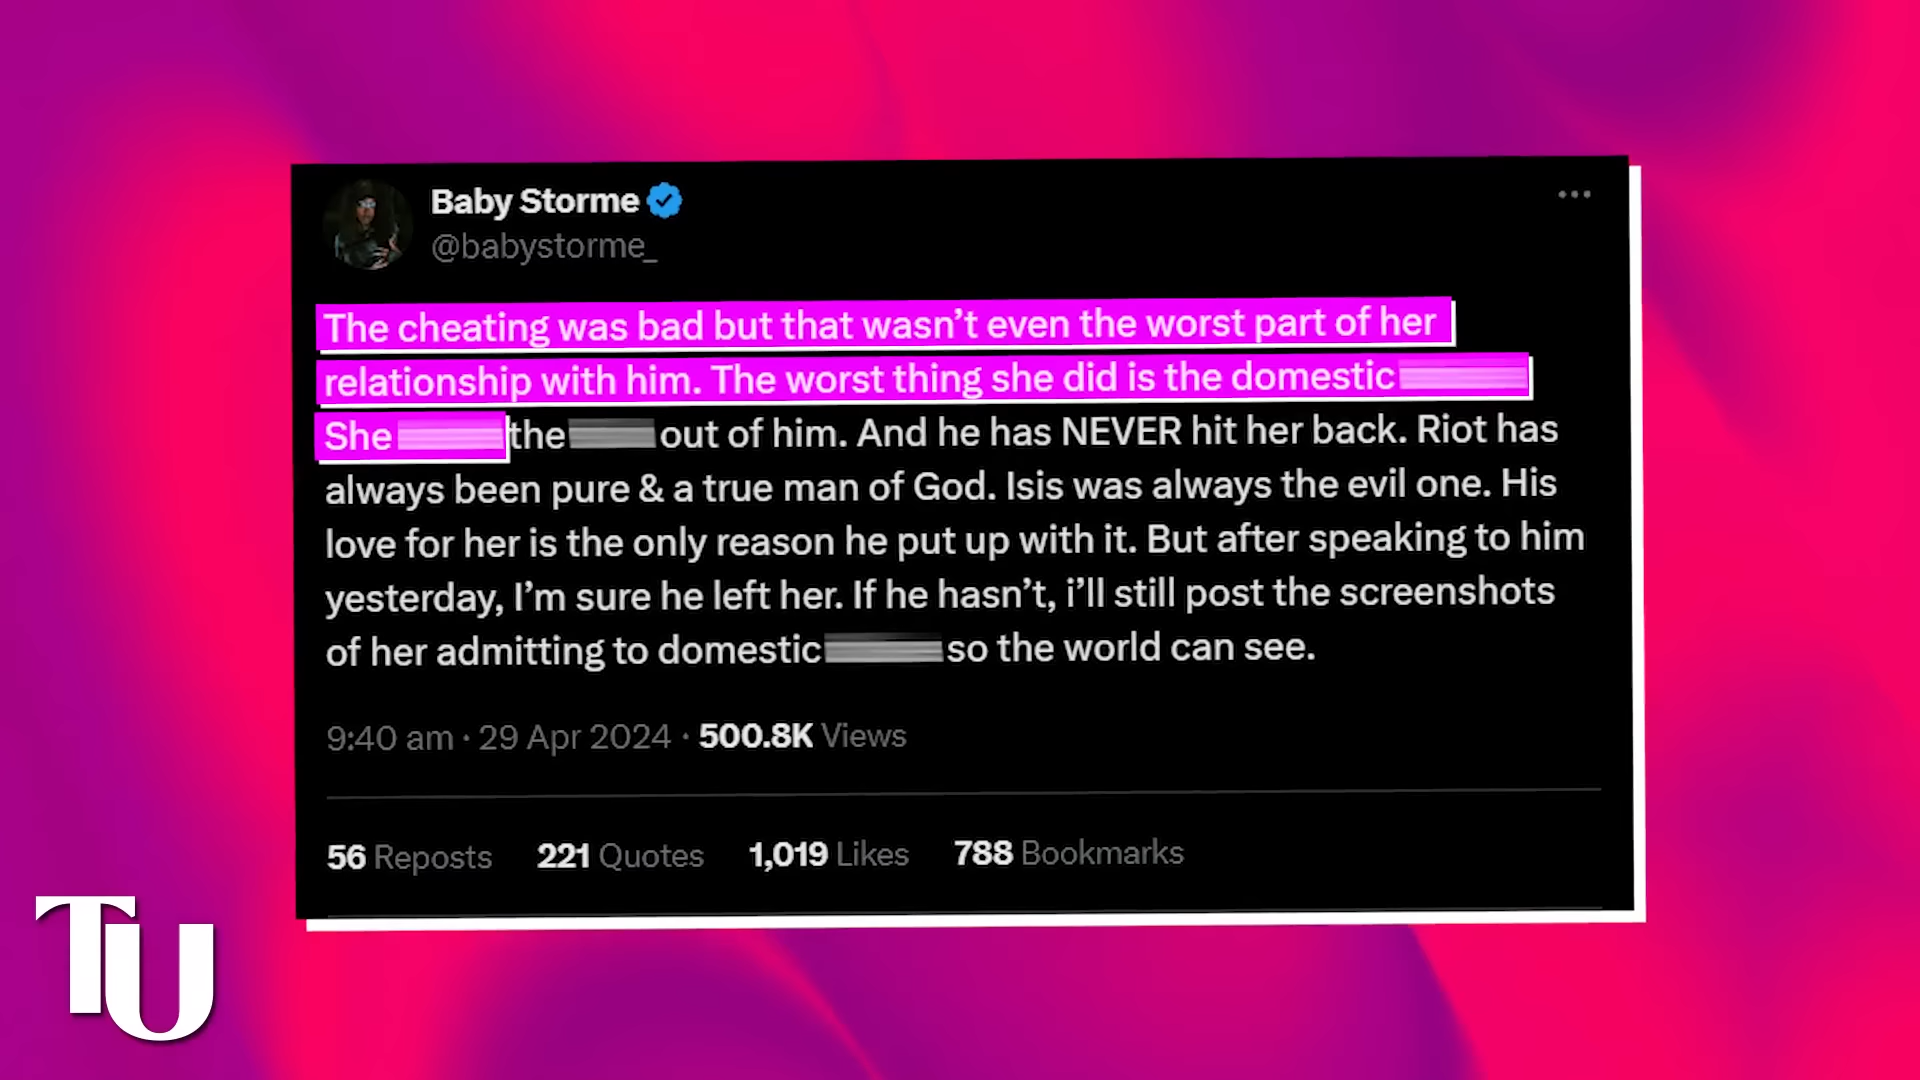 Baby Storme
@babystorme_
The cheating was bad but that wasn't even the worst part of her
relationship with him. The worst thing she did is the domestic
She the out of him. And he has NEVER hit her back. Riot has
always been pure & a true man of God. Isis was always the evil one. His
love for her is the only reason he put up with it. But after speaking to him
yesterday, I'm sure he left her. If he hasn't, i'll still post the screenshots
of her admitting to domestic so the world can see.
9:40 am · 29 Apr 2024 · 500.8K Views
56 Reposts 221 Quotes 1,019 Likes 788 Bookmarks
TU